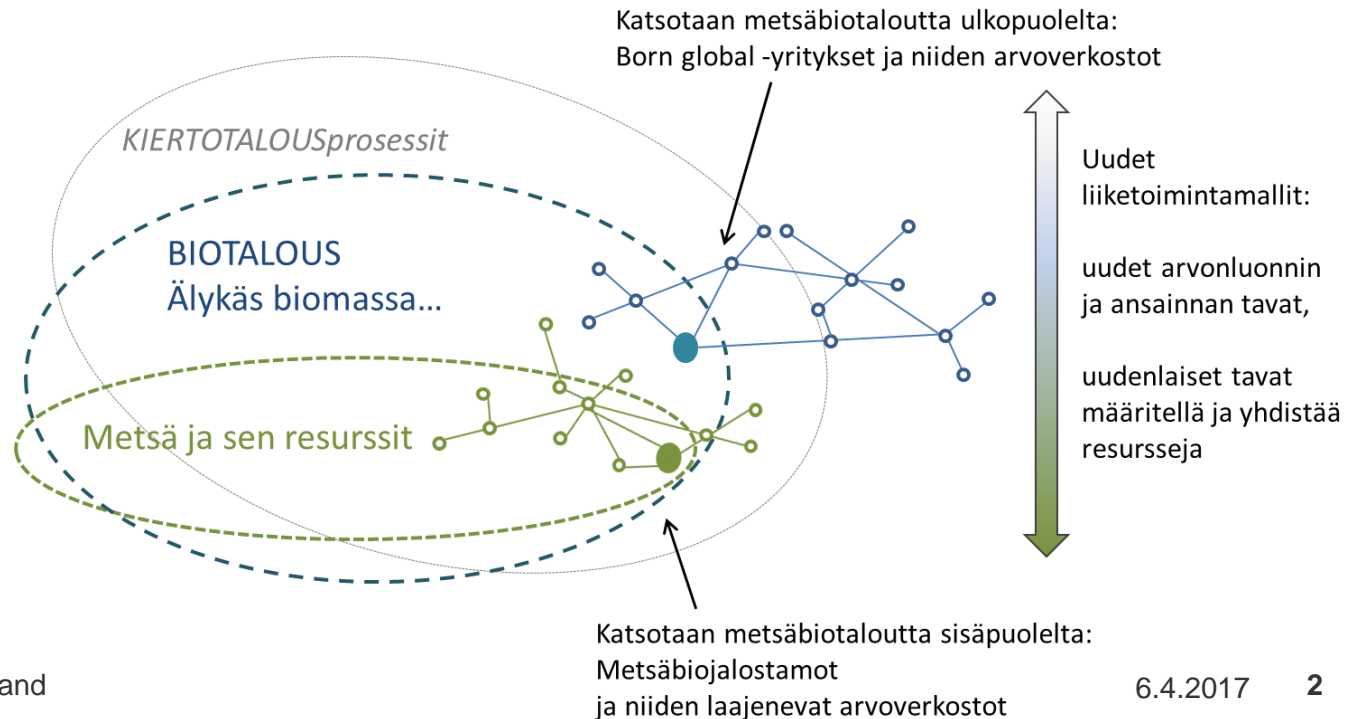 Katsotaan metsäbiotaloutta ulkopuolelta:
Born global -yritykset ja niiden arvoverkostot
KIERTOTALOUSprosessit
BIOTALOUS
Älykäs biomassa...
Metsä ja sen resurssit
Uudet
liiketoimintamallit:
uudet arvonluonnin
ja ansainnan tavat,
uudenlaiset tavat
määritellä ja yhdistää
resursseja
Katsotaan metsäbiotaloutta sisäpuolelta:
Metsäbiojalostamot
ja niiden laajenevat arvoverkostot
and
6.4.2017 2